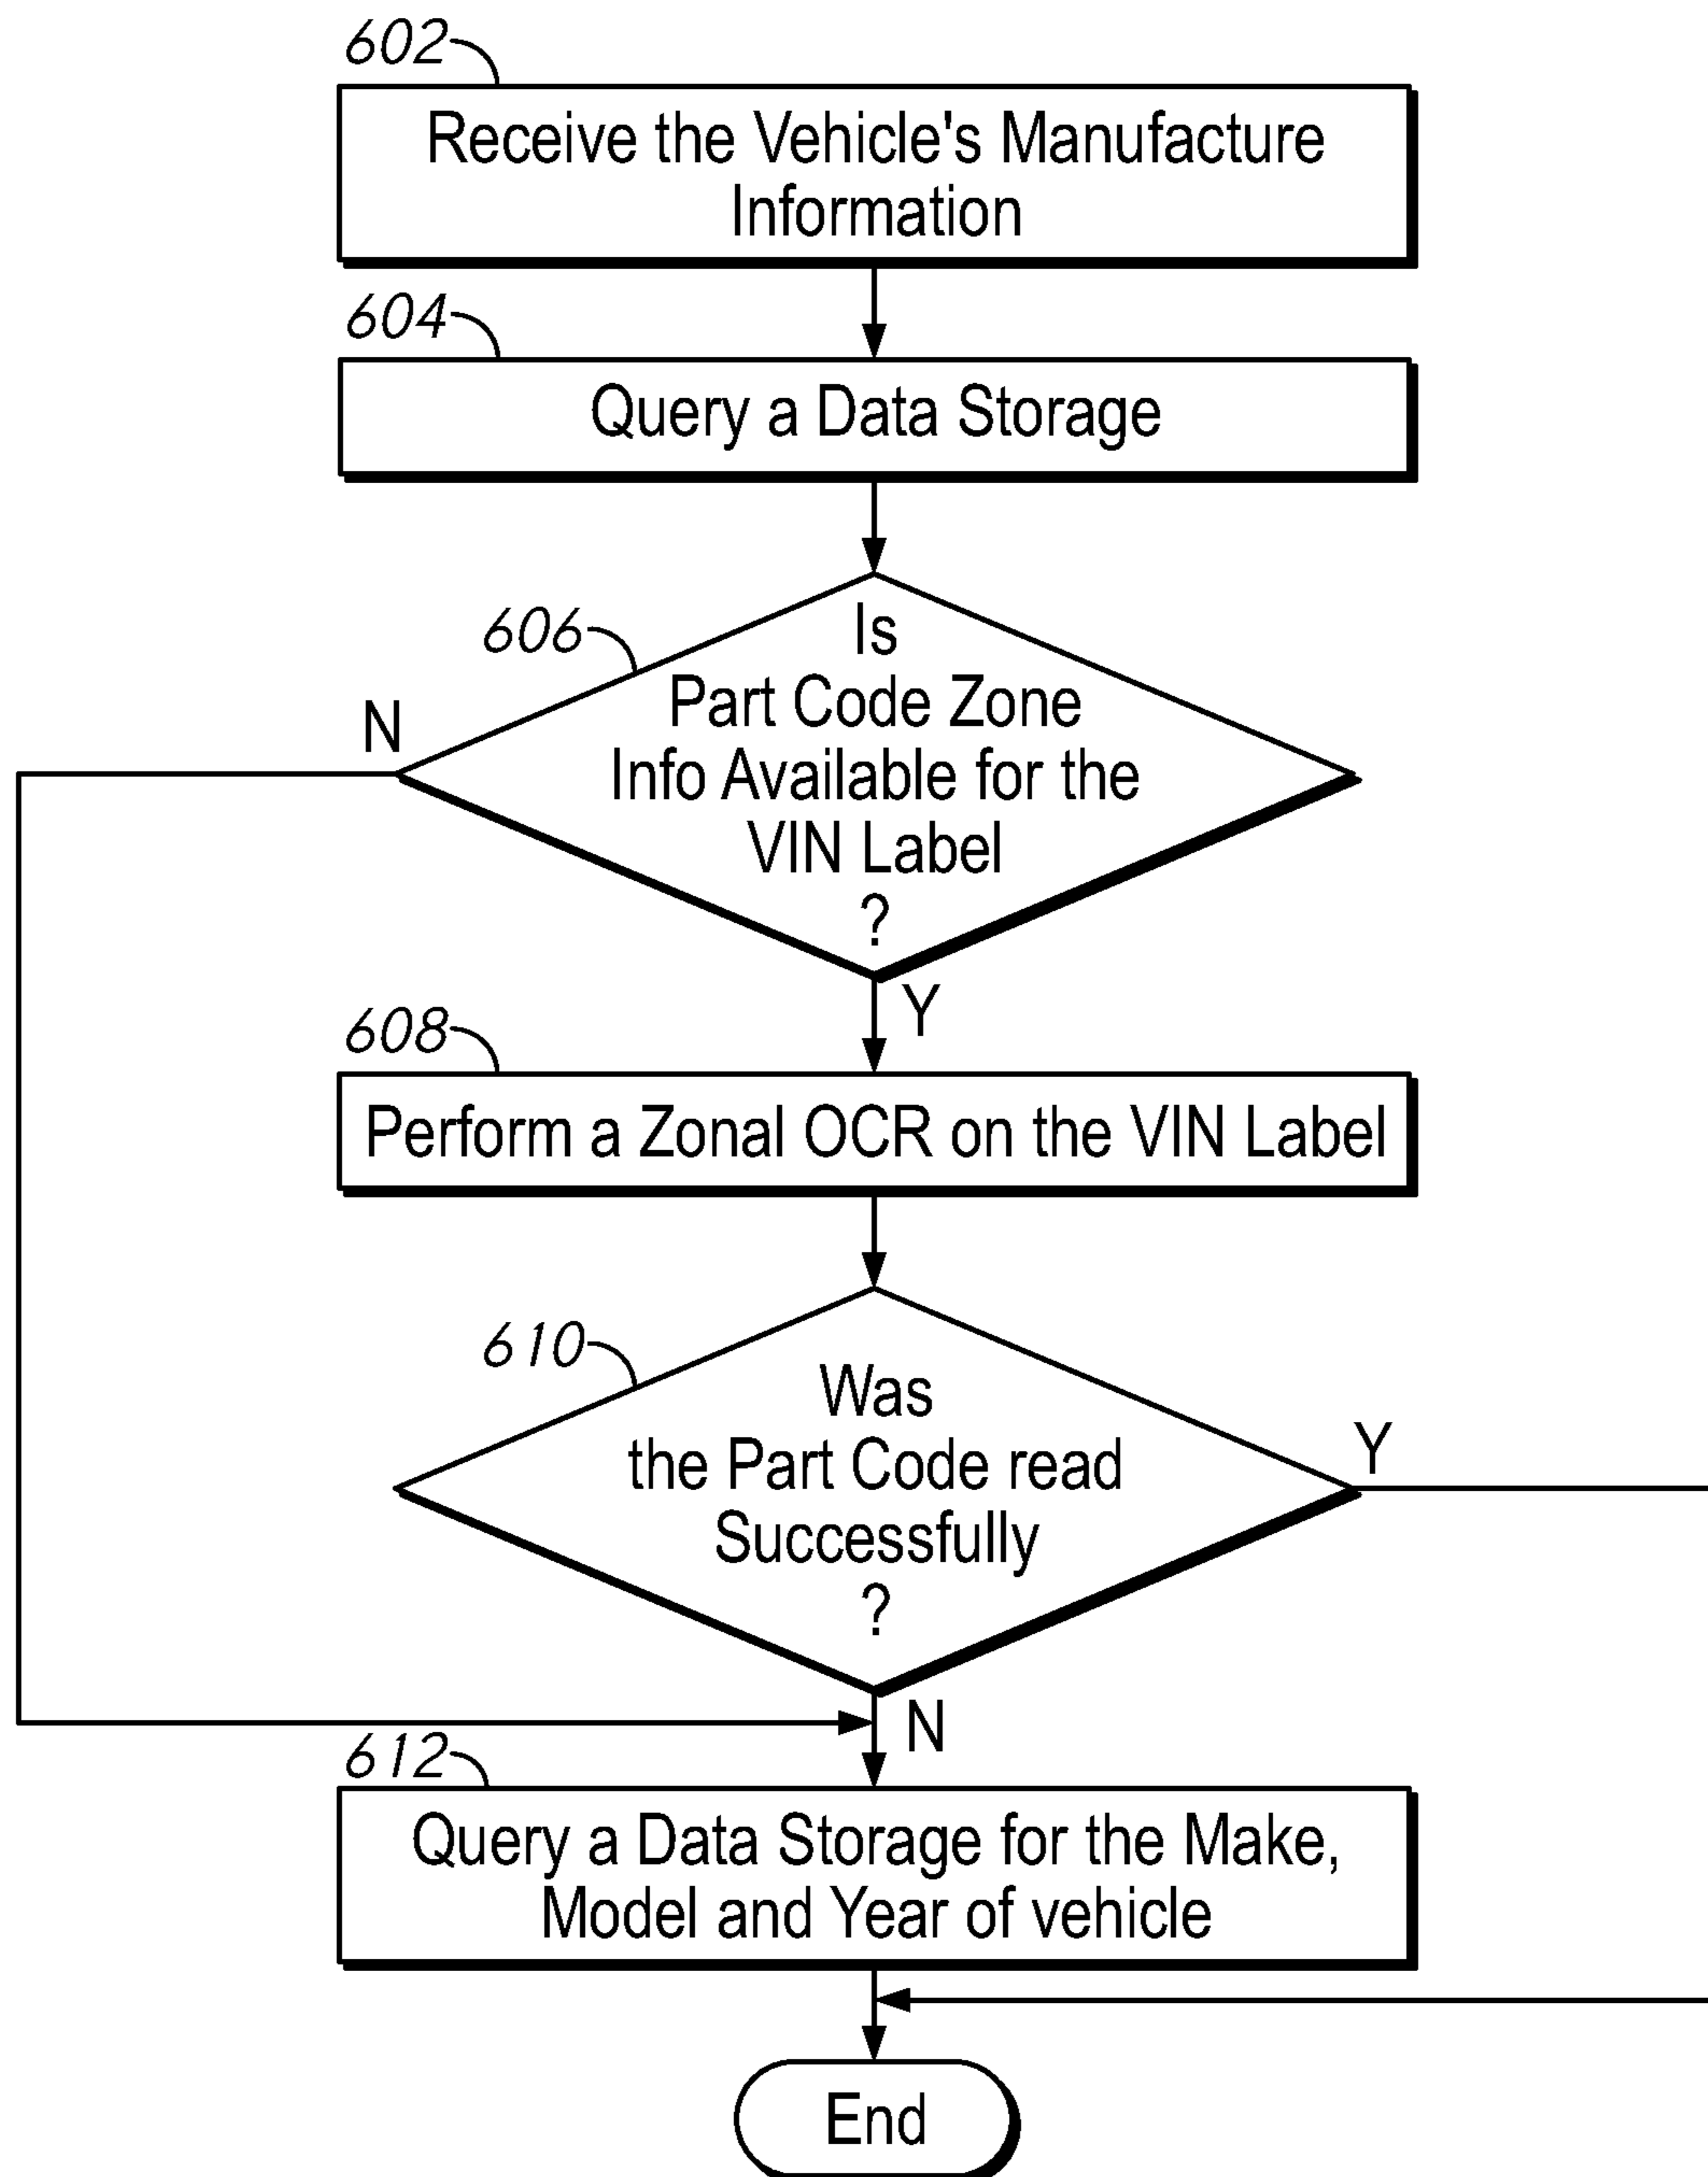 602
Receive the Vehicle's Manufacture
Information
604
Query a Data Storage
606
Is
Part Code Zone
Info Available for the
VIN Label
?
N
Y
608
Perform a Zonal OCR on the VIN Label
610
Was
the Part Code read
Successfully
?
Y
N
612
Query a Data Storage for the Make,
Model and Year of vehicle
End